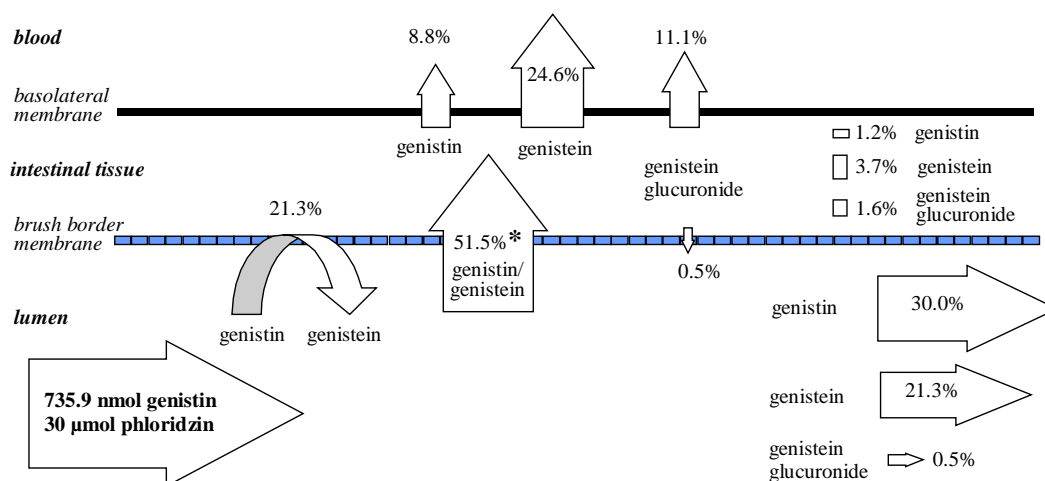 blood
8.8%
24.6%
11.1%
basolateral
membrane
genistin
genistein
1.2% genistin
intestinal tissue
genistein
glucuronide
3.7% genistein
1.6% genistein
glucuronide
21.3%
brush border
membrane
51.5%*
genistin/
genistein
0.5%
lumen
genistin
genistein
genistin
30.0%
735.9 nmol genistin
30 µmol phloridzin
genistein
21.3%
genistein
glucuronide
0.5%